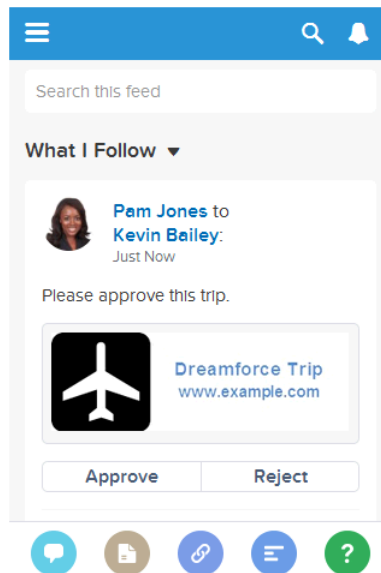 Search this feed
What I Follow
Pam Jones to
Kevin Bailey:
Just Now
Please approve this trip.
Dreamforce Trip
www.example.com
Approve Reject
?